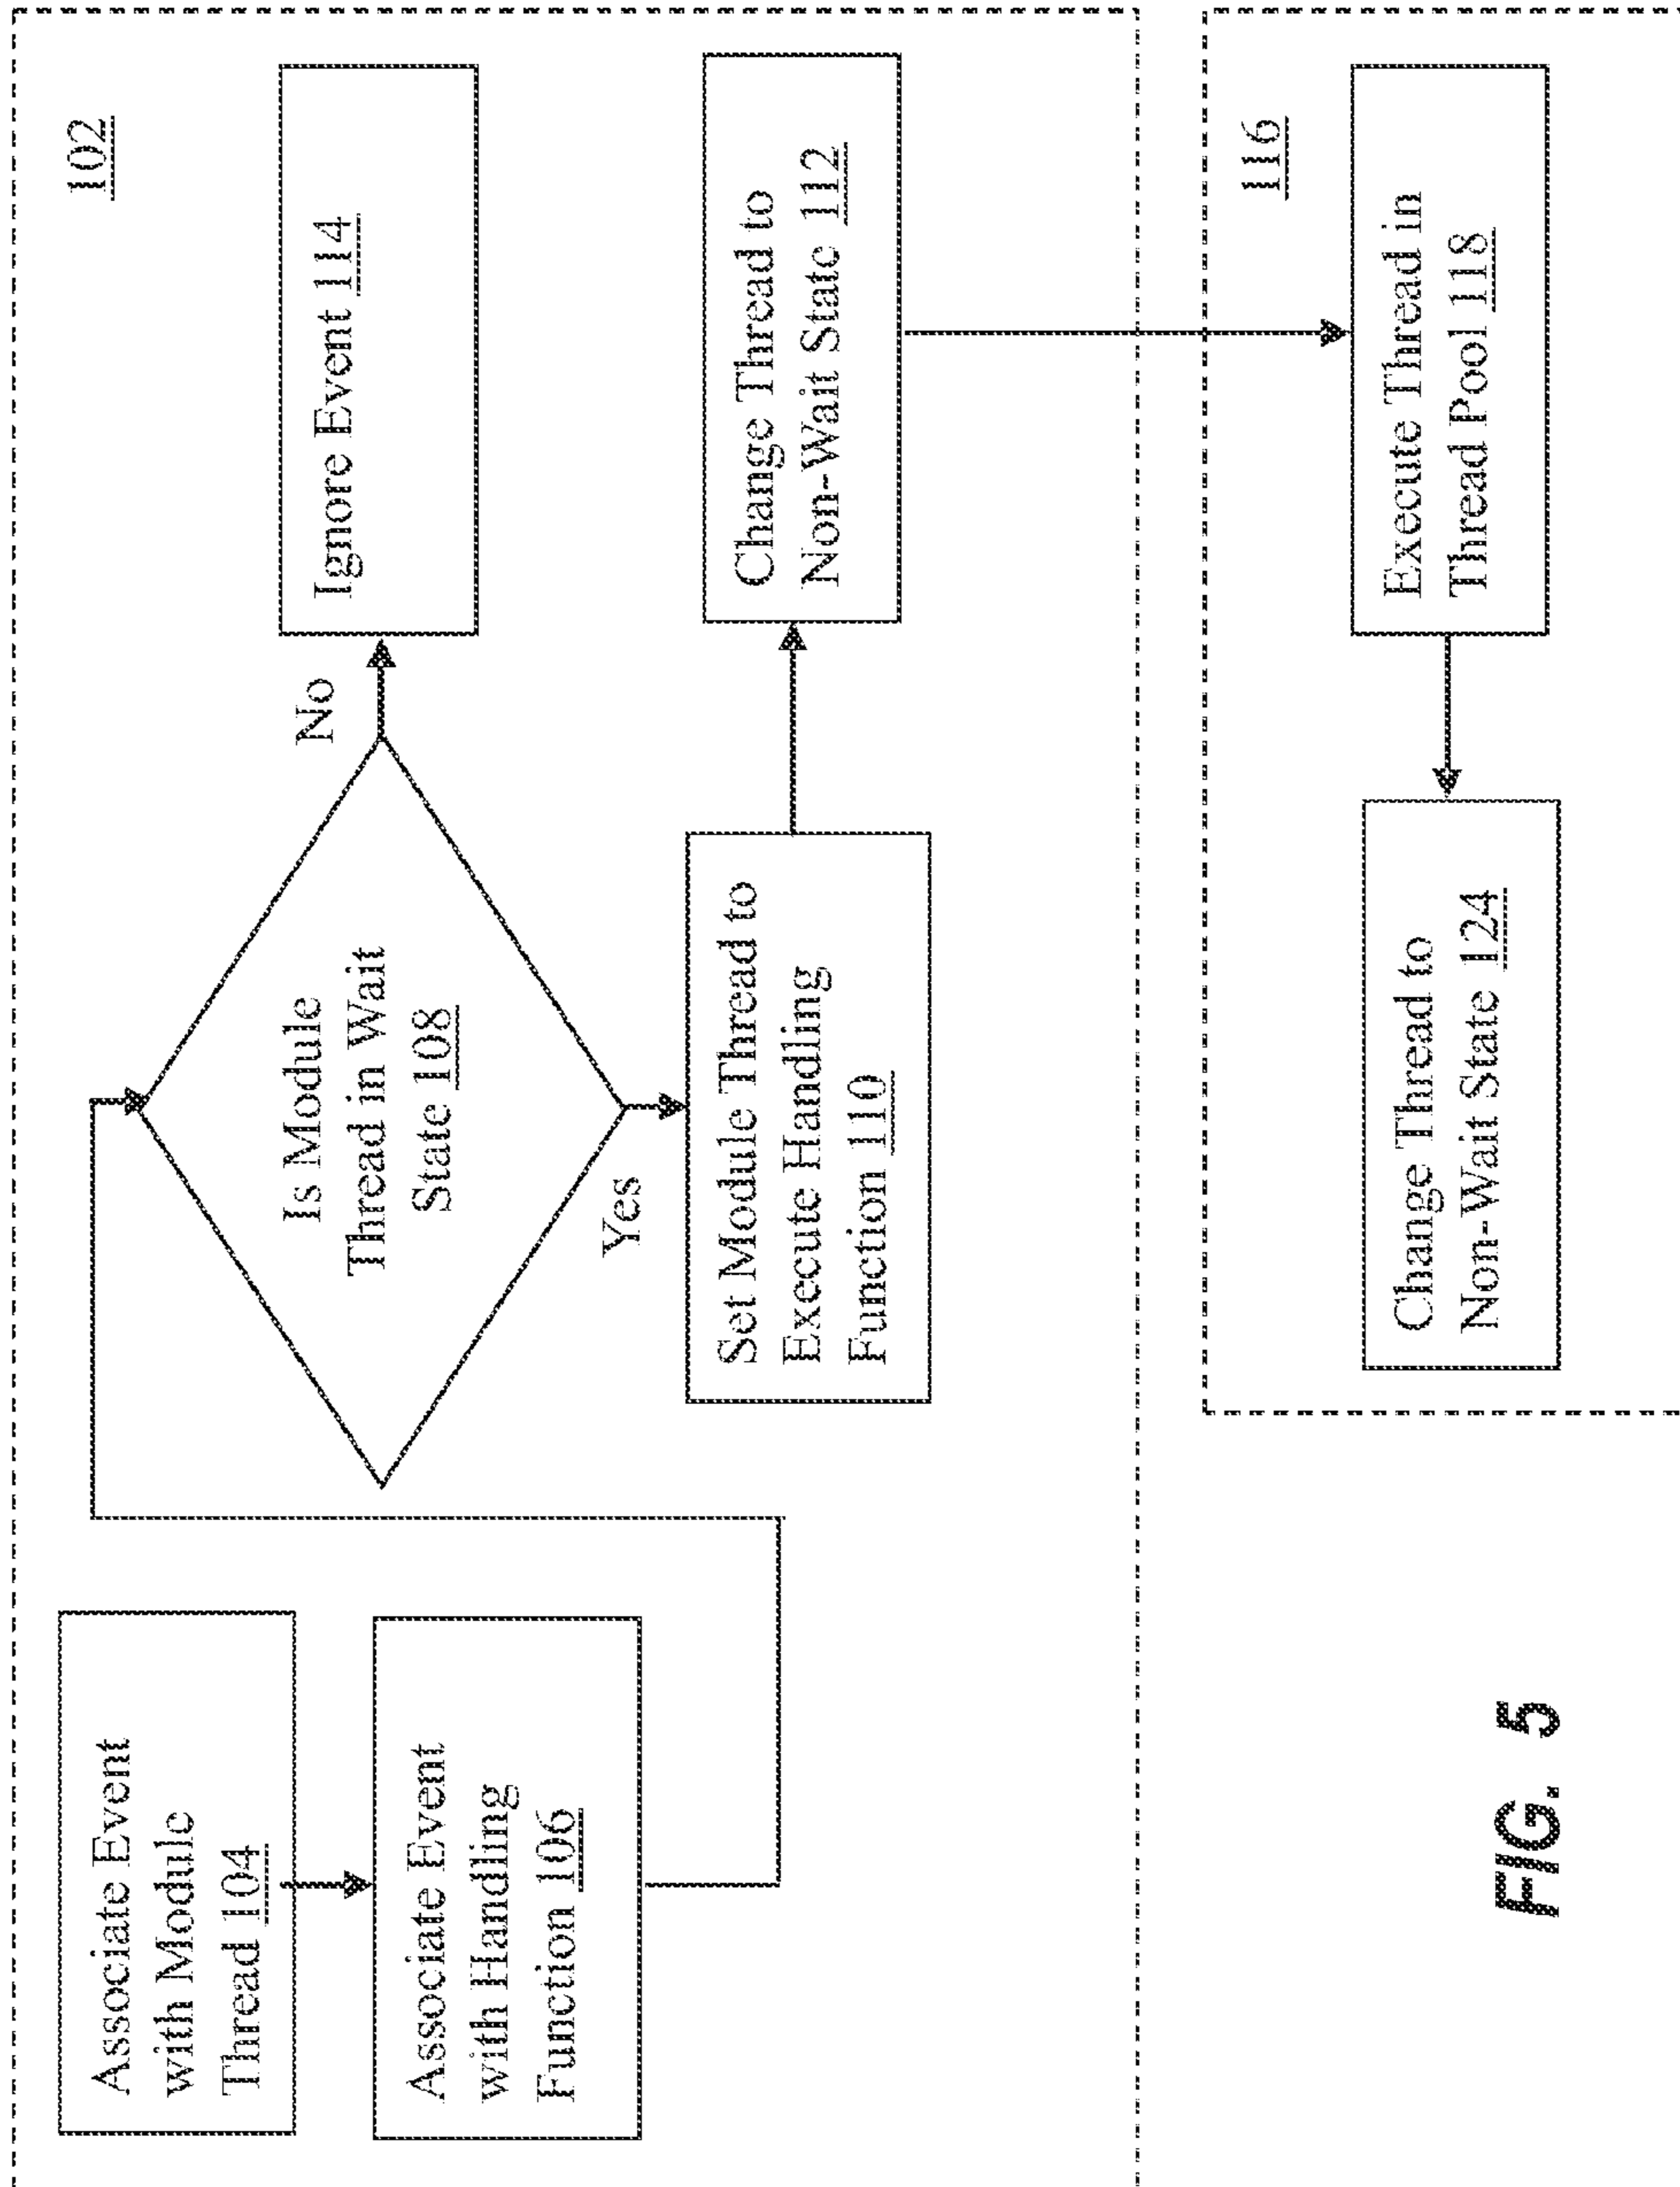 102
Associate Event
with Module
Thread 104
Associate Event
with Handling
Function 106
Is Module
Thread in Wait
State 108
No
Ignore Event 114
Yes
Set Module Thread to
Execute Handling
Function 110
Change Thread to
Non-Wait State 112
116
Execute Thread in
Thread Pool 118
Change Thread to
Non-Wait State 124
FIG. 5